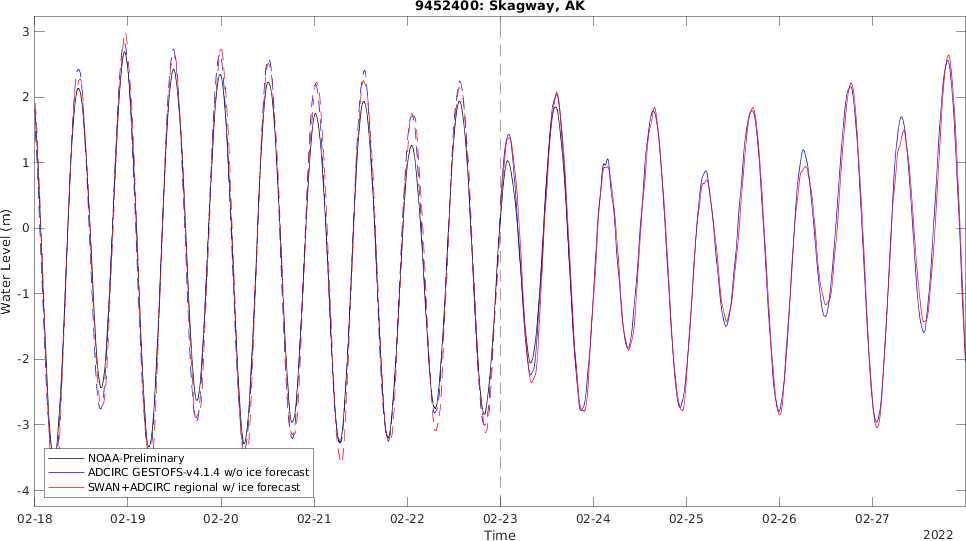 9452400: Skagway, AK
3
2
1
0
-1
-2
-3
-4
Water Level (m)
NOAA-Preliminary
ADCIRC GESTOFS-v4.1.4 w/o ice forecast
SWAN+ADCIRC regional w/ ice forecast
02-18 02-19 02-20 02-21 02-22 02-23 02-24 02-25 02-26 02-27
Time
2022